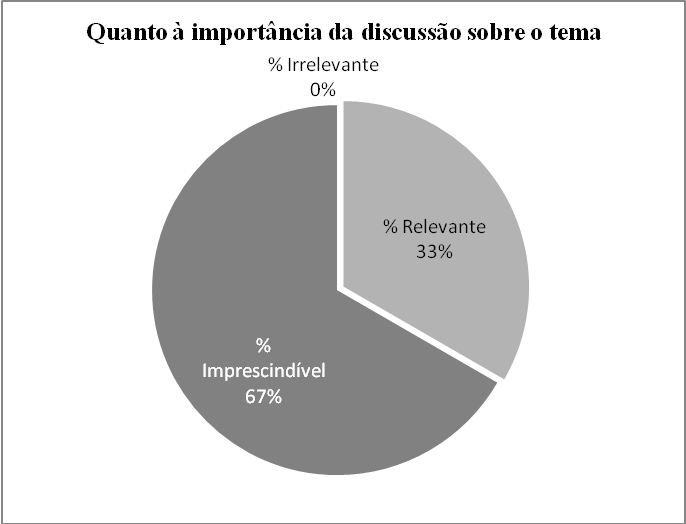 Quanto à importância da discussão sobre o tema
% Irrelevante
0%
% Relevante
33%
%
Imprescindível
67%